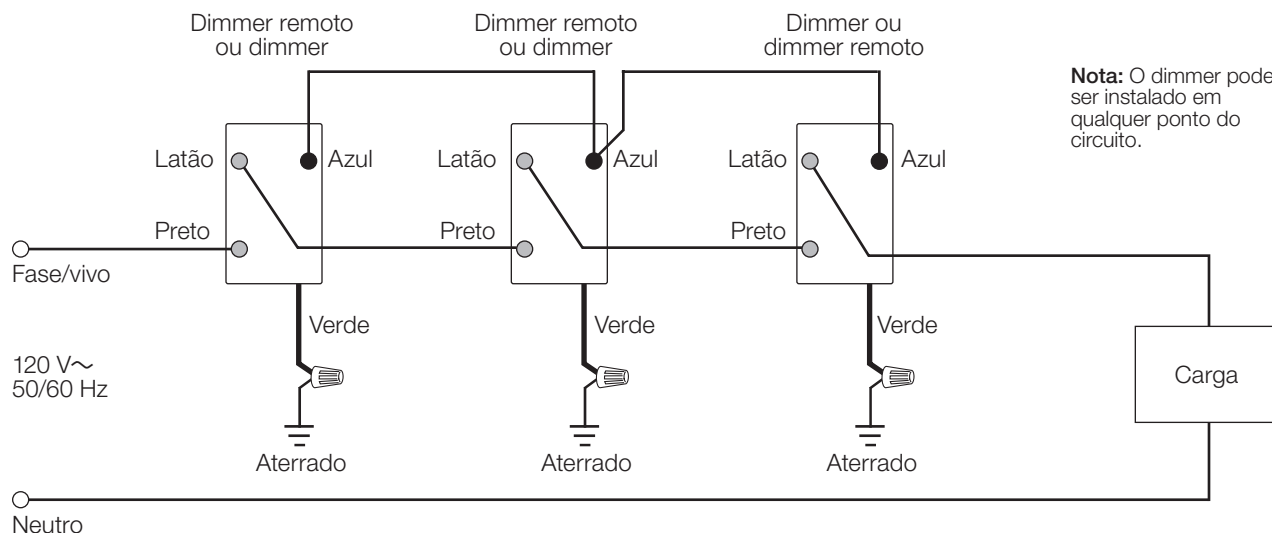 Dimmer remoto
ou dimmer
Dimmer remoto
ou dimmer
Dimmer ou
dimmer remoto
Nota: O dimmer pode
ser instalado em
qualquer ponto do
circuito.
Latão
Azul
Latão
Azul
Latão
Azul
Preto
Preto
Preto
Fase/vivo
Verde
Verde
Verde
120 V~
50/60 Hz
Carga
Aterrado
Aterrado
Aterrado
Neutro